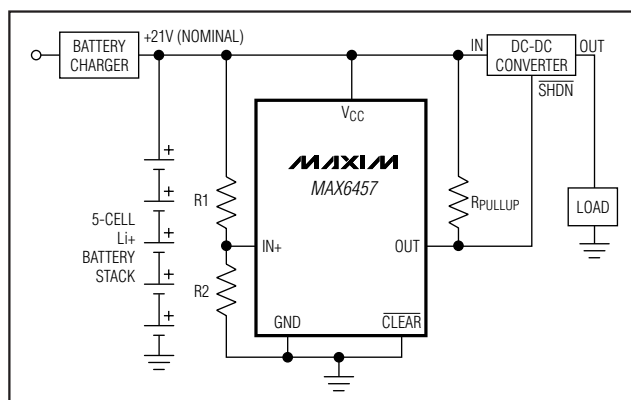 BATTERY
CHARGER
+21V (NOMINAL)
IN
DC-DC
CONVERTER
OUT
SHDN
VCC
MAXIM
MAX6457
R1
RPULLUP
LOAD
5-CELL
Li+
BATTERY
STACK
+
+
+
+
+
IN+
OUT
R2
GND
CLEAR